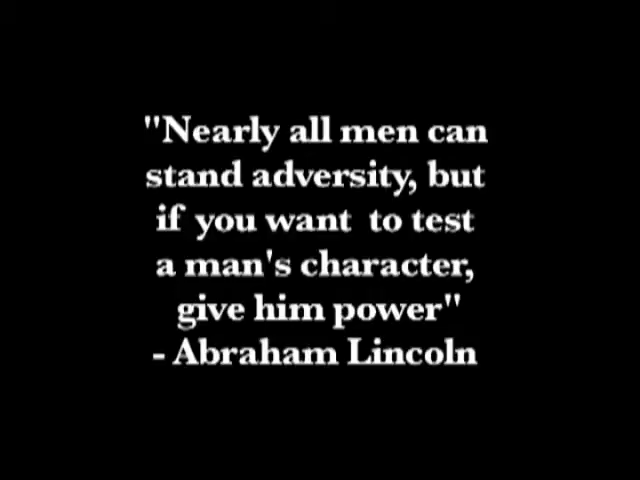 "Nearly all men can
stand adversity, but
if you want  to test
a man's character,
give him power"
- Abraham Lincoln